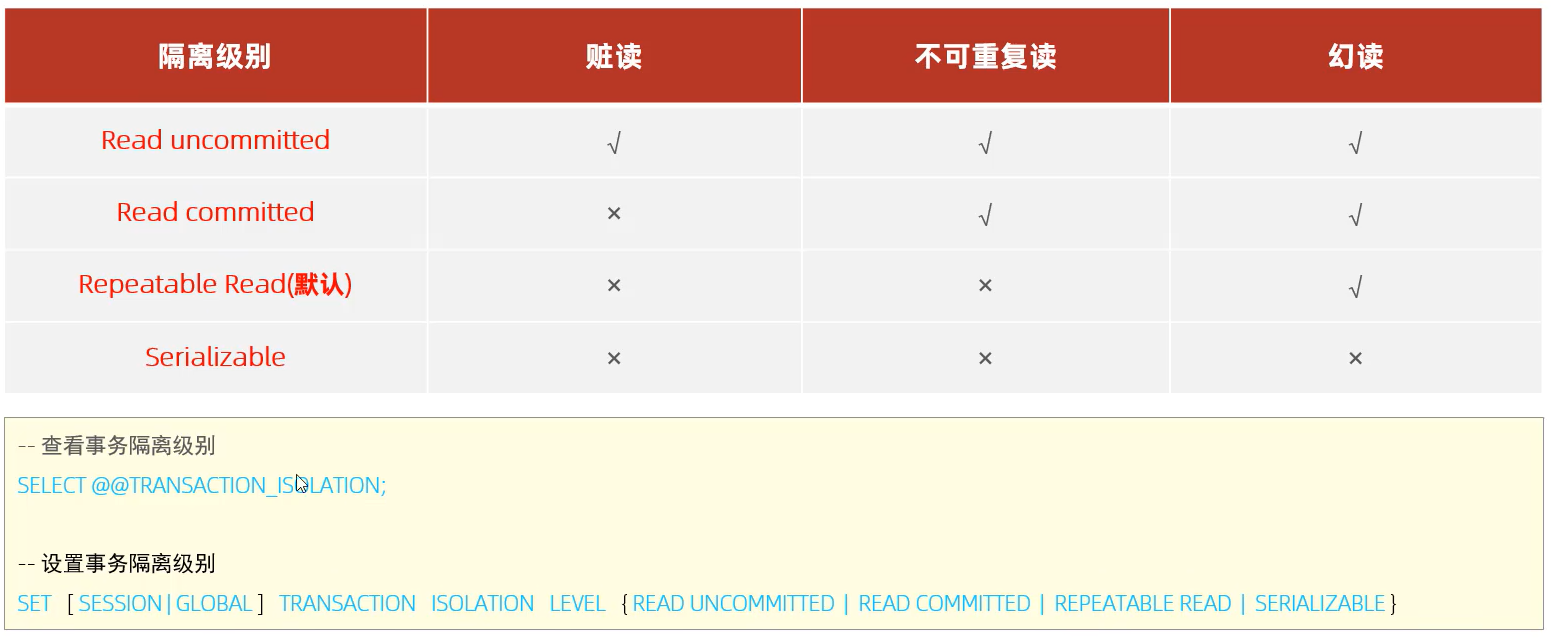 隔离级别 脏读 不可重复读 幻读
Read uncommitted √ √ √
Read committed × √ √
Repeatable Read(默认) × × √
Serializable × × ×
-- 查看事务隔离级别
SELECT @@TRANSACTION_ISOLATION;
-- 设置事务隔离级别
SET [ SESSION | GLOBAL ] TRANSACTION ISOLATION LEVEL { READ UNCOMMITTED | READ COMMITTED | REPEATABLE READ | SERIALIZABLE }